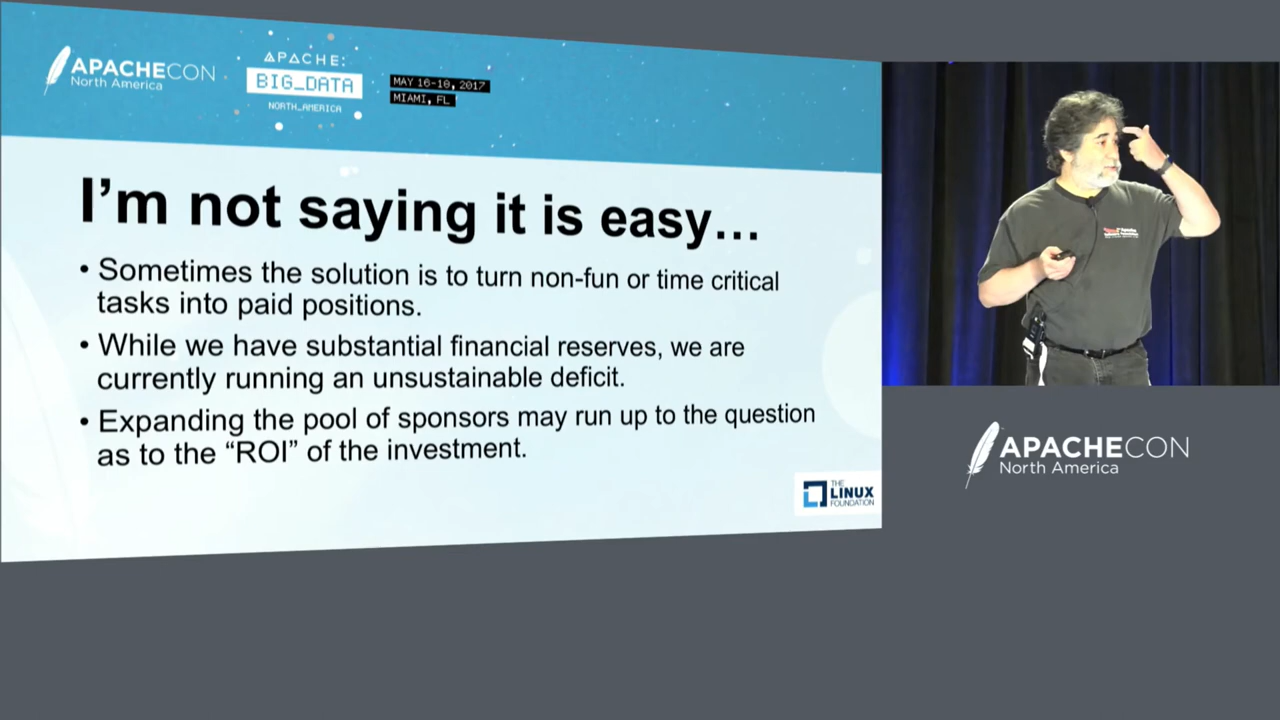 APACHECON
North America
APACHE:
BIG_DATA
NORTH_AMERICA
MAY 16-18, 2017
MIAMI, FL
I’m not saying it is easy…
• Sometimes the solution is to turn non-fun or time critical
tasks into paid positions.
• While we have substantial financial reserves, we are
currently running an unsustainable deficit.
• Expanding the pool of sponsors may run up to the question
as to the “ROI” of the investment.
THE
LINUX
FOUNDATION
APACHECON
North America